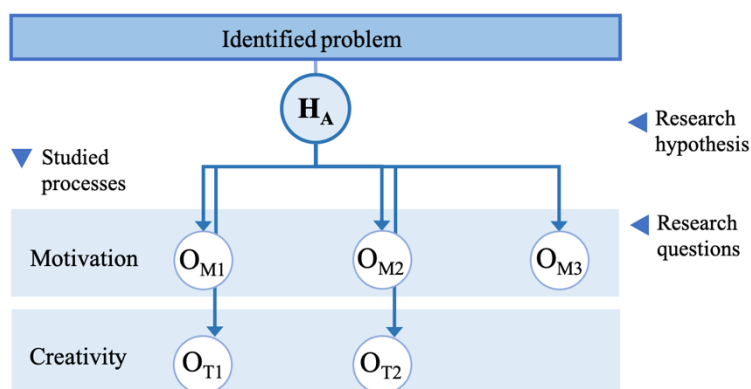 Identified problem
H_A
Research
hypothesis
Studied
processes
Research
questions
Motivation
O_M1
O_M2
O_M3
Creativity
O_T1
O_T2